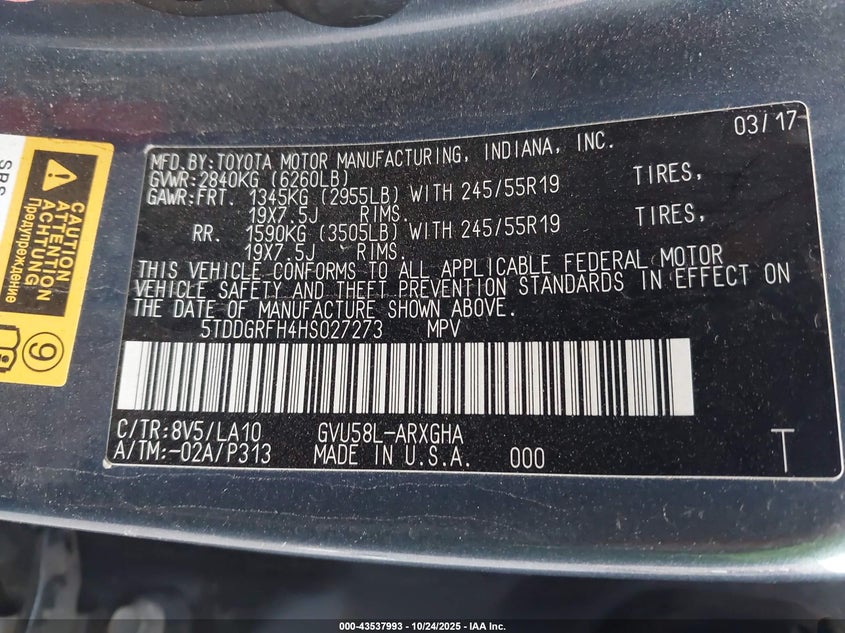 03/17
MFD.BY:TOYOTA MOTOR MANUFACTURING, INDIANA, INC.
GVWR:2840KG (6260LB)
GAWR:FRT. 1345KG (2955LB) WITH 245/55R19 TIRES,
19X7.5J RIMS.
RR. 1590KG (3505LB) WITH 245/55R19 TIRES,
19X7.5J RIMS.
THIS VEHICLE CONFORMS TO ALL APPLICABLE FEDERAL MOTOR
VEHICLE SAFETY AND THEFT PREVENTION STANDARDS IN EFFECT ON
THE DATE OF MANUFACTURE SHOWN ABOVE.
5TDDGRFH4HS027273 MPV
C/TR:8V5/LA10 GVU58L-ARXGHA
A/TM:-02A/P313 MADE IN U.S.A. 000 T
SRS
CAUTION
ATTENTION
ACHTUNG
Предупреждение
9
000-43537993 - 10/24/2025 - IAA Inc.